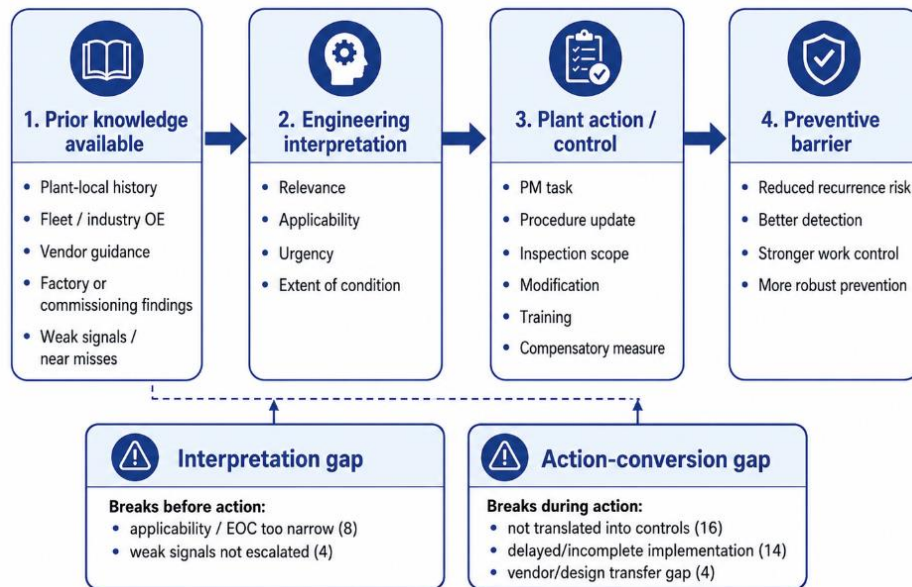 1. Prior knowledge
available
• Plant-local history
• Fleet / industry OE
• Vendor guidance
• Factory or
commissioning findings
• Weak signals /
near misses
2. Engineering
interpretation
• Relevance
• Applicability
• Urgency
• Extent of condition
3. Plant action /
control
• PM task
• Procedure update
• Inspection scope
• Modification
• Training
• Compensatory measure
4. Preventive
barrier
• Reduced recurrence risk
• Better detection
• Stronger work control
• More robust prevention
Interpretation gap
Breaks before action:
• applicability / EOC too narrow (8)
• weak signals not escalated (4)
Action-conversion gap
Breaks during action:
• not translated into controls (16)
• delayed/incomplete implementation (14)
• vendor/design transfer gap (4)